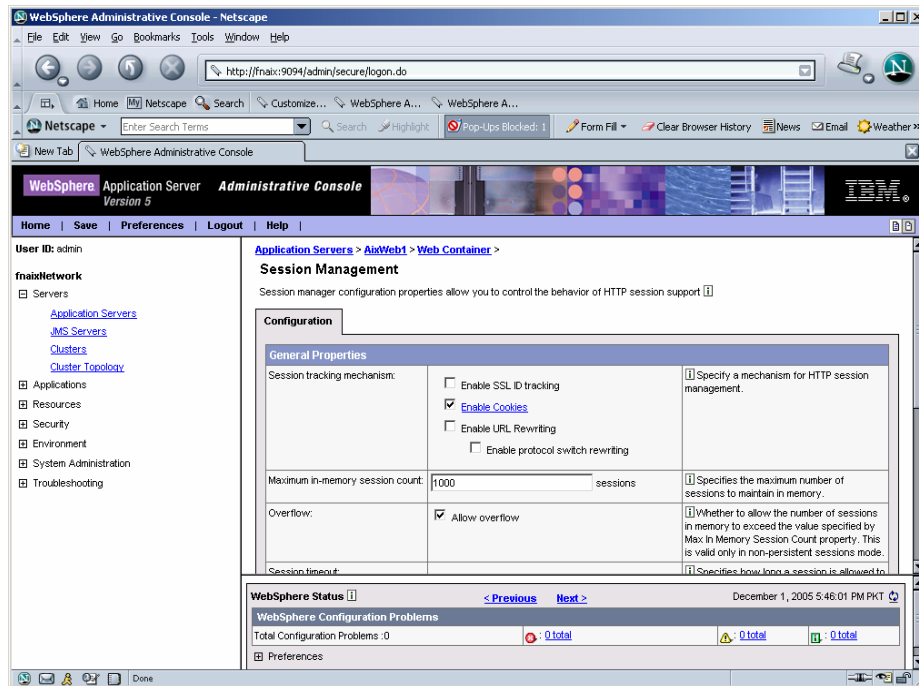 WebSphere Administrative Console - Netscape
File Edit View Go Bookmarks Tools Window Help
http://fnaix:9094/admin/secure/logon.do
N
Home My Netscape Search Customize... WebSphere A... WebSphere A...
Netscape Enter Search Terms Search Highlight Pop-Ups Blocked: 1 Form Fill Clear Browser History News Email Weather
New Tab WebSphere Administrative Console
WebSphere Application Server Administrative Console
Version 5
IBM
Home | Save | Preferences | Logout | Help |
User ID: admin
fnaixNetwork
Servers
Application Servers
JMS Servers
Clusters
Cluster Topology
Applications
Resources
Security
Environment
System Administration
Troubleshooting
Application Servers > AixWeb1 > Web Container >
Session Management
Session manager configuration properties allow you to control the behavior of HTTP session support
Configuration
General Properties
Session tracking mechanism:
Enable SSL ID tracking
Enable Cookies
Enable URL Rewriting
Enable protocol switch rewriting
Specify a mechanism for HTTP session
management.
Maximum in-memory session count: 1000 sessions
Specifies the maximum number of
sessions to maintain in memory.
Overflow: Allow overflow
Whether to allow the number of sessions
in memory to exceed the value specified by
Max In Memory Session Count property. This
is valid only in non-persistent sessions mode.
Session timeout: Specifies how long a session is allowed to
WebSphere Status < Previous Next > December 1, 2005 5:46:01 PM PKT
WebSphere Configuration Problems
Total Configuration Problems :0 : 0 total : 0 total : 0 total
Preferences
Done